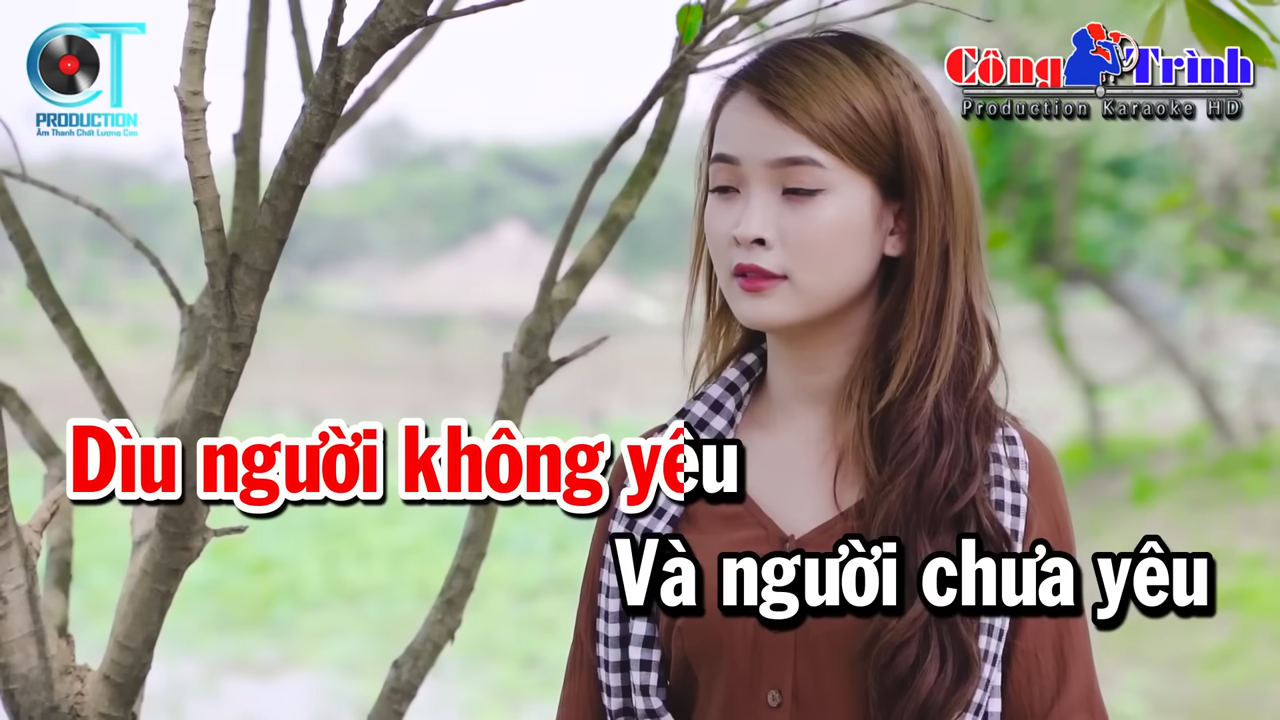 CT
PRODUCTION
Âm Thanh Chất Lượng Cao
Công Trình
Production Karaoke HD
Dìu người không yêu
Và người chưa yêu